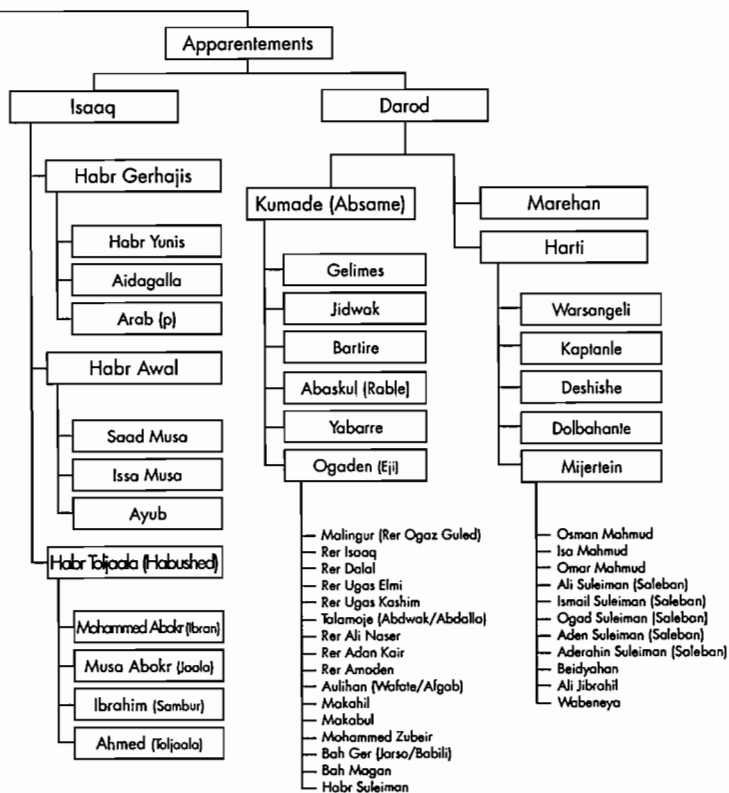 Apparentements
Isaaq
Darod
Habr Gerhajis
Habr Yunis
Aidagalla
Arab (p)
Habr Awal
Saad Musa
Issa Musa
Ayub
Habr Toljaala (Habushed)
Mohammed Abokr (Ibran)
Musa Abokr (Jaala)
Ibrahim (Sambur)
Ahmed (Toljaala)
Kumade (Absame)
Gelimes
Jidwak
Bartire
Abaskul (Rable)
Yabarre
Ogaden (Eji)
Malingur (Rer Ogaz Guled)
Rer Isaaq
Rer Dalal
Rer Ugas Elmi
Rer Ugas Kashim
Talamoje (Abdwak/Abdalla)
Rer Ali Naser
Rer Adan Kair
Rer Amaden
Aulihan (Wafate/Afgab)
Makahil
Makabul
Mohammed Zubeir
Bah Ger (Jarso/Babili)
Bah Magan
Habr Suleiman
Marehan
Harti
Warsangeli
Kaptanle
Deshishe
Dolbahante
Mijertein
Osman Mahmud
Isa Mahmud
Omar Mahmud
Ali Suleiman (Saleban)
Ismail Suleiman (Saleban)
Ogad Suleiman (Saleban)
Aden Suleiman (Saleban)
Aderahin Suleiman (Saleban)
Beidyahan
Ali Jibrahil
Wabeneya